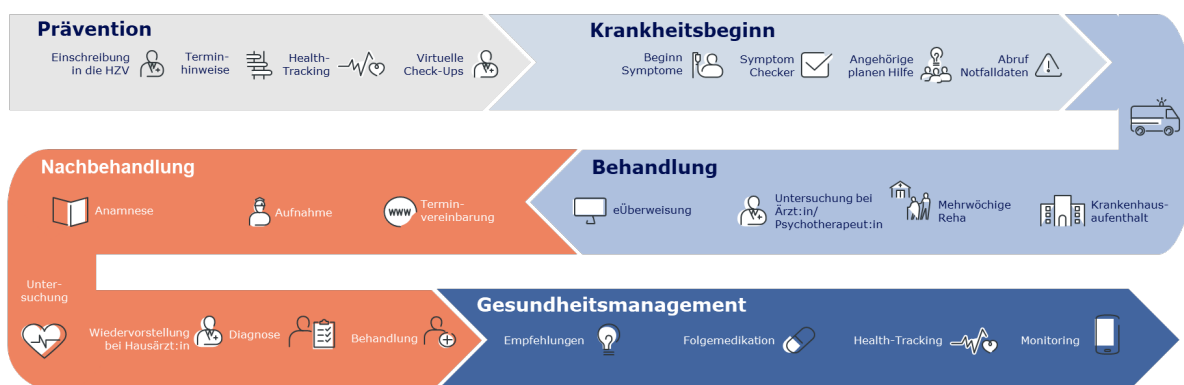 Prävention
Einschreibung
in die HZV
Termin-
hinweise
Health-
Tracking
Virtuelle
Check-Ups
Krankheitsbeginn
Beginn
Symptome
Symptom
Checker
Angehörige
planen Hilfe
Abruf
Notfalldaten
Behandlung
Krankenhaus-
aufenthalt
Mehrwöchige
Reha
Untersuchung bei
Ärzt:in/
Psychotherapeut:in
eÜberweisung
Nachbehandlung
Termin-
vereinbarung
www
Aufnahme
Anamnese
Unter-
suchung
Wiedervorstellung
bei Hausärzt:in
Diagnose
Behandlung
Gesundheitsmanagement
Empfehlungen
Folgemedikation
Health-Tracking
Monitoring